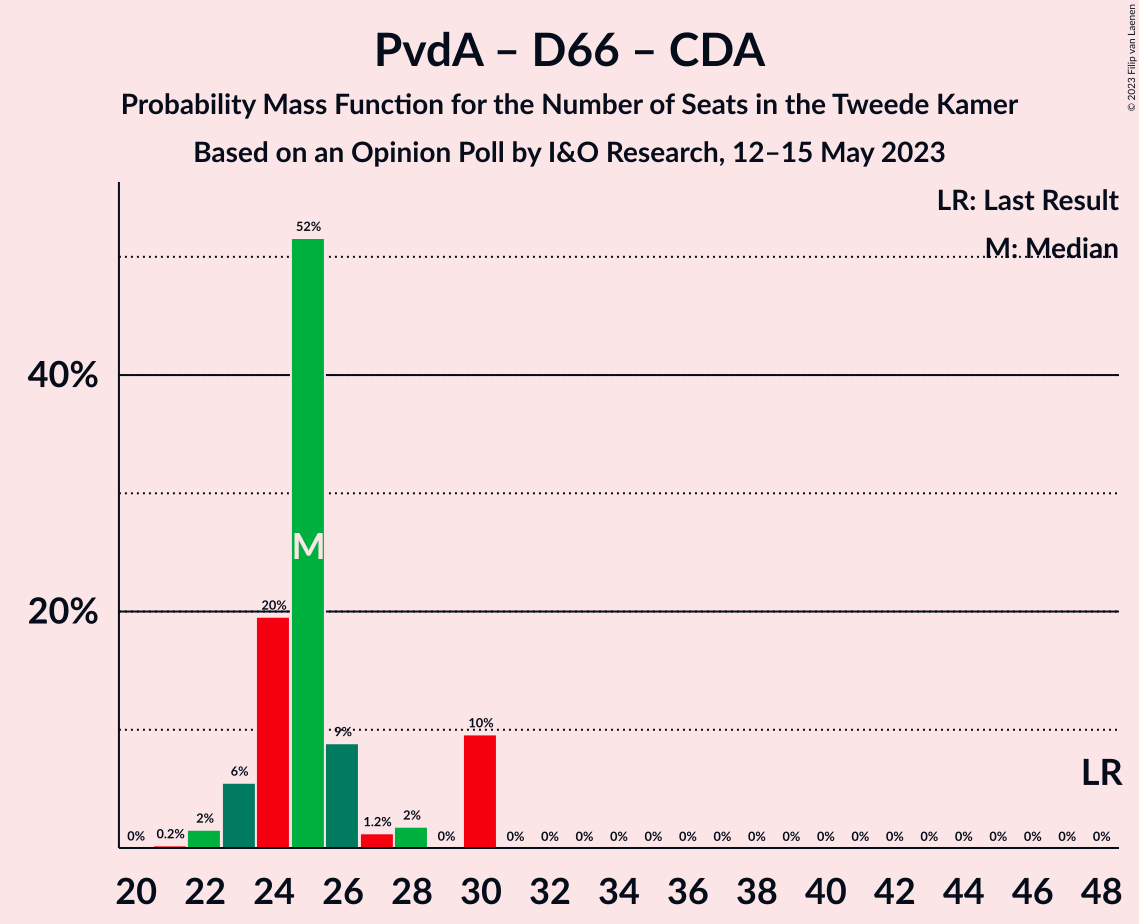 PvdA – D66 – CDA
Probability Mass Function for the Number of Seats in the Tweede Kamer
Based on an Opinion Poll by I&O Research, 12–15 May 2023
© 2023 Filip van Laenen
LR: Last Result
M: Median
40%
20%
0% 0.2% 2% 6% 20% 52% 9% 1.2% 2% 0% 10% 0% 0% 0% 0% 0% 0% 0% 0% 0% 0% 0% 0% 0% 0% 0% 0% 0% 0%
M
LR
20 22 24 26 28 30 32 34 36 38 40 42 44 46 48